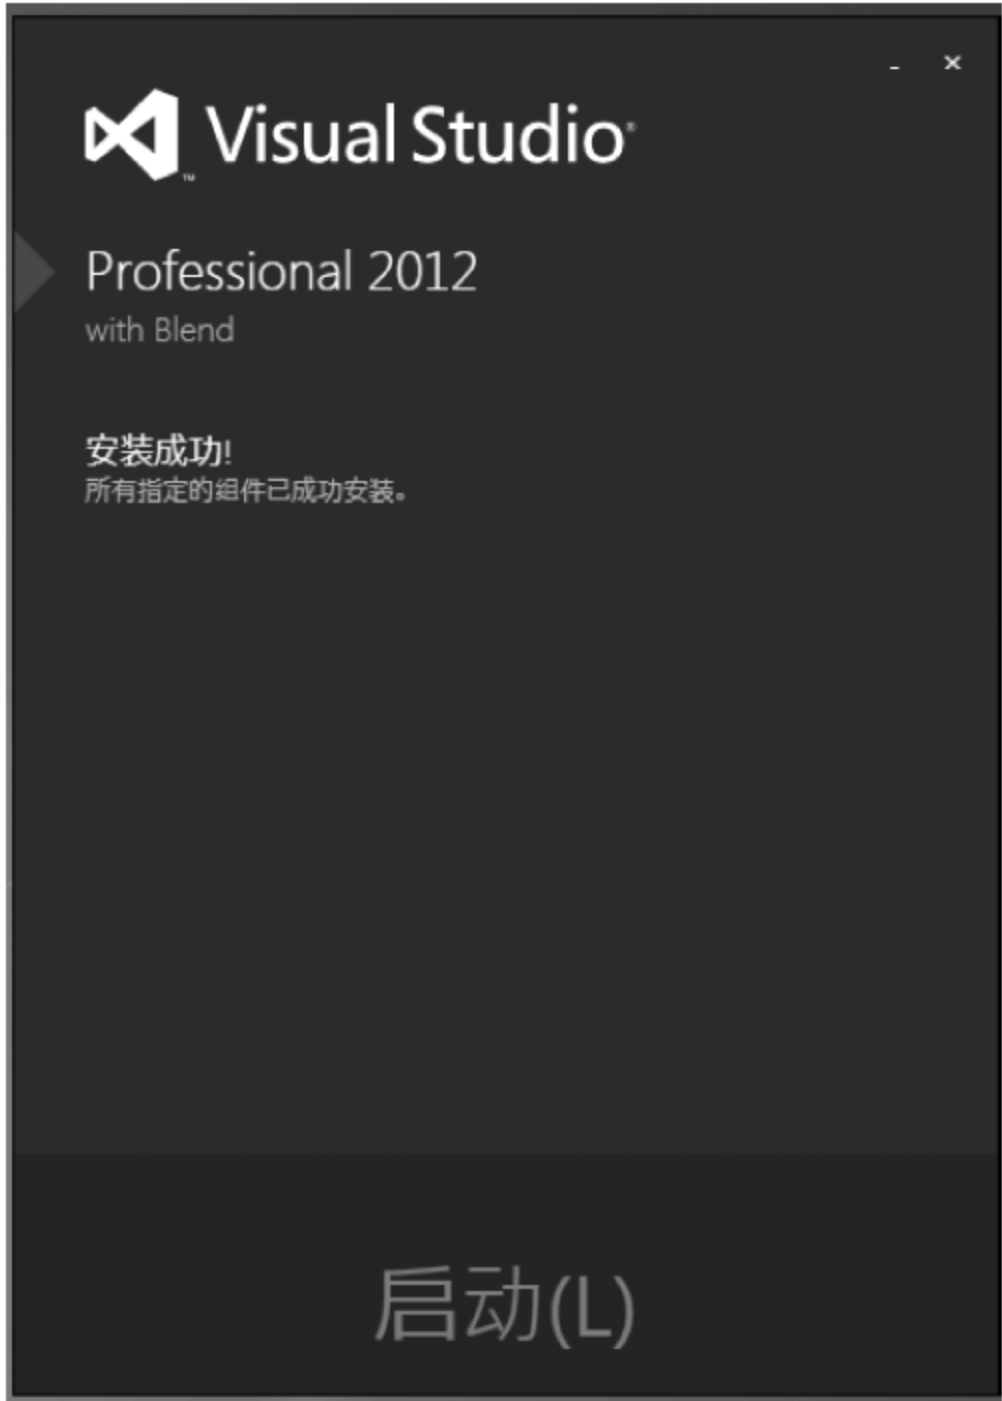 Visual Studio®
Professional 2012
with Blend
安装成功!
所有指定的组件已成功安装。
启动(L)